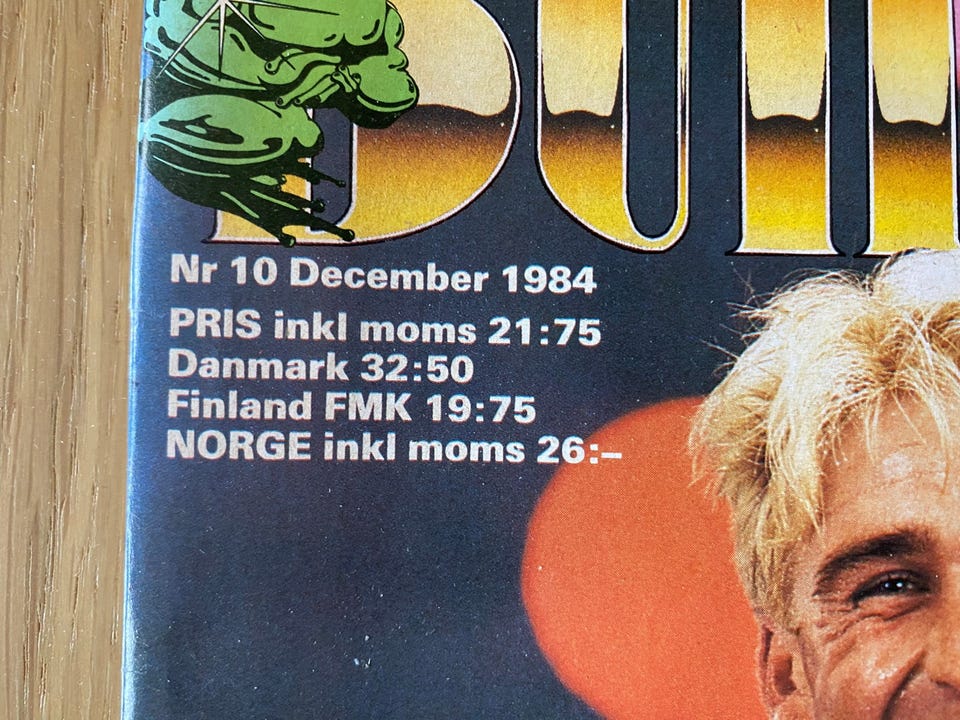 Nr 10 December 1984
PRIS inkl moms 21:75
Danmark 32:50
Finland FMK 19:75
NORGE inkl moms 26:–